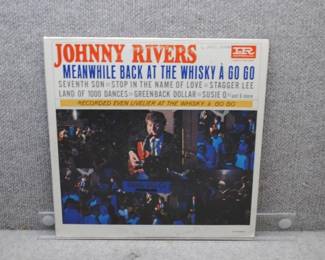 JOHNNY RIVERS
IR
MEANWHILE BACK AT THE WHISKY À GO GO
SEVENTH SON ★ STOP IN THE NAME OF LOVE ★ STAGGER LEE
LAND OF 1000 DANCES ★ GREENBACK DOLLAR ★ SUSIE Q
RECORDED EVEN LIVELIER AT THE WHISKY À GO GO